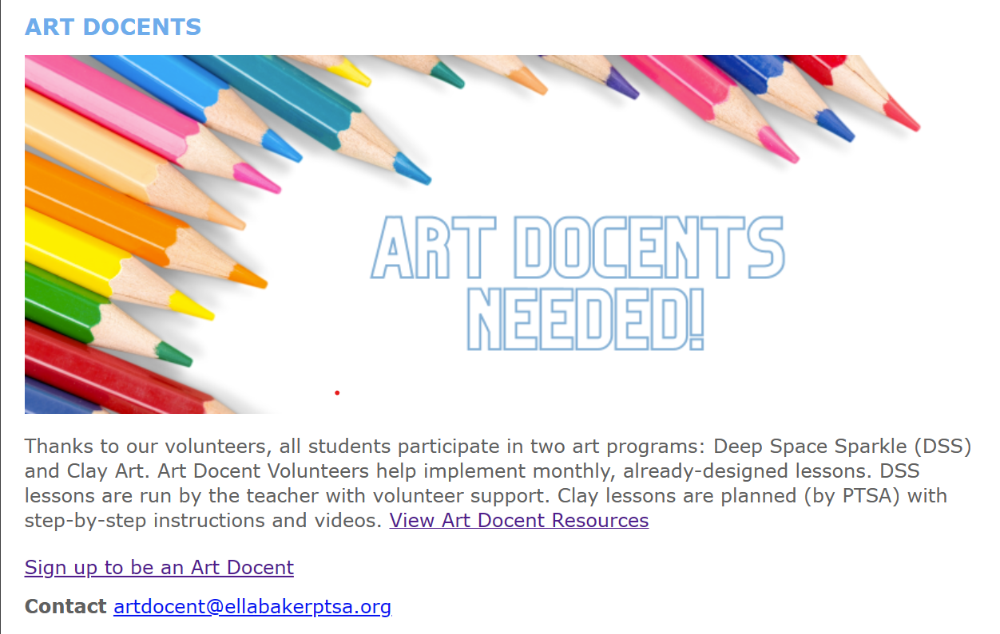 ART DOCENTS
ART DOCENTS
NEEDED!
Thanks to our volunteers, all students participate in two art programs: Deep Space Sparkle (DSS)
and Clay Art. Art Docent Volunteers help implement monthly, already-designed lessons. DSS
lessons are run by the teacher with volunteer support. Clay lessons are planned (by PTSA) with
step-by-step instructions and videos. View Art Docent Resources
Sign up to be an Art Docent
Contact artdocent@ellabakerptsa.org